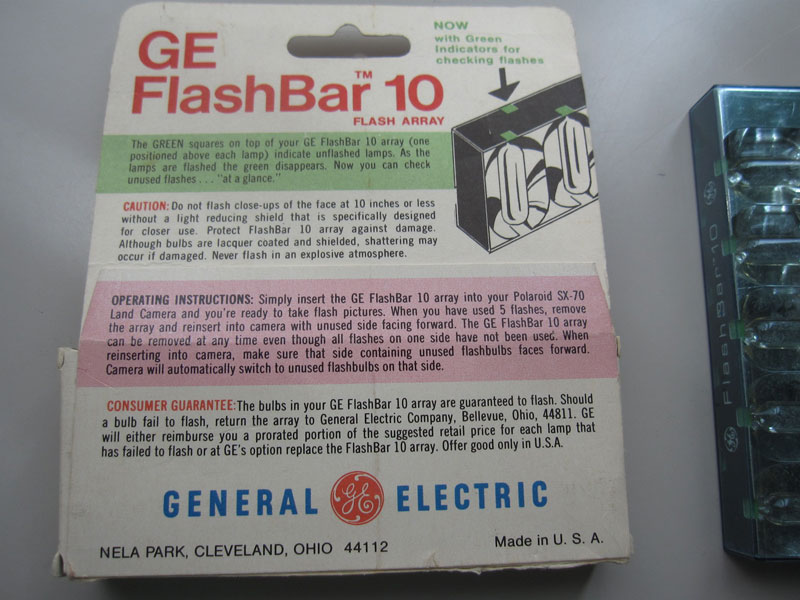 GE
FlashBar™ 10
FLASH ARRAY
NOW
with Green
Indicators for
checking flashes
The GREEN squares on top of your GE FlashBar 10 array (one
positioned above each lamp) indicate unflashed lamps. As the
lamps are flashed the green disappears. Now you can check
unused flashes . . . "at a glance."
CAUTION: Do not flash close-ups of the face at 10 inches or less
without a light reducing shield that is specifically designed
for closer use. Protect FlashBar 10 array against damage.
Although bulbs are lacquer coated and shielded, shattering may
occur if damaged. Never flash in an explosive atmosphere.
OPERATING INSTRUCTIONS: Simply insert the GE FlashBar 10 array into your Polaroid SX-70
Land Camera and you're ready to take flash pictures. When you have used 5 flashes, remove
the array and reinsert into camera with unused side facing forward. The GE FlashBar 10 array
can be removed at any time even though all flashes on one side have not been used. When
reinserting into camera, make sure that side containing unused flashbulbs faces forward.
Camera will automatically switch to unused flashbulbs on that side.
CONSUMER GUARANTEE: The bulbs in your GE FlashBar 10 array are guaranteed to flash. Should
a bulb fail to flash, return the array to General Electric Company, Bellevue, Ohio, 44811. GE
will either reimburse you a prorated portion of the suggested retail price for each lamp that
has failed to flash or at GE's option replace the FlashBar 10 array. Offer good only in U.S.A.
GENERAL GE ELECTRIC
NELA PARK, CLEVELAND, OHIO 44112
Made in U. S. A.
GE FlashBar 10 GE